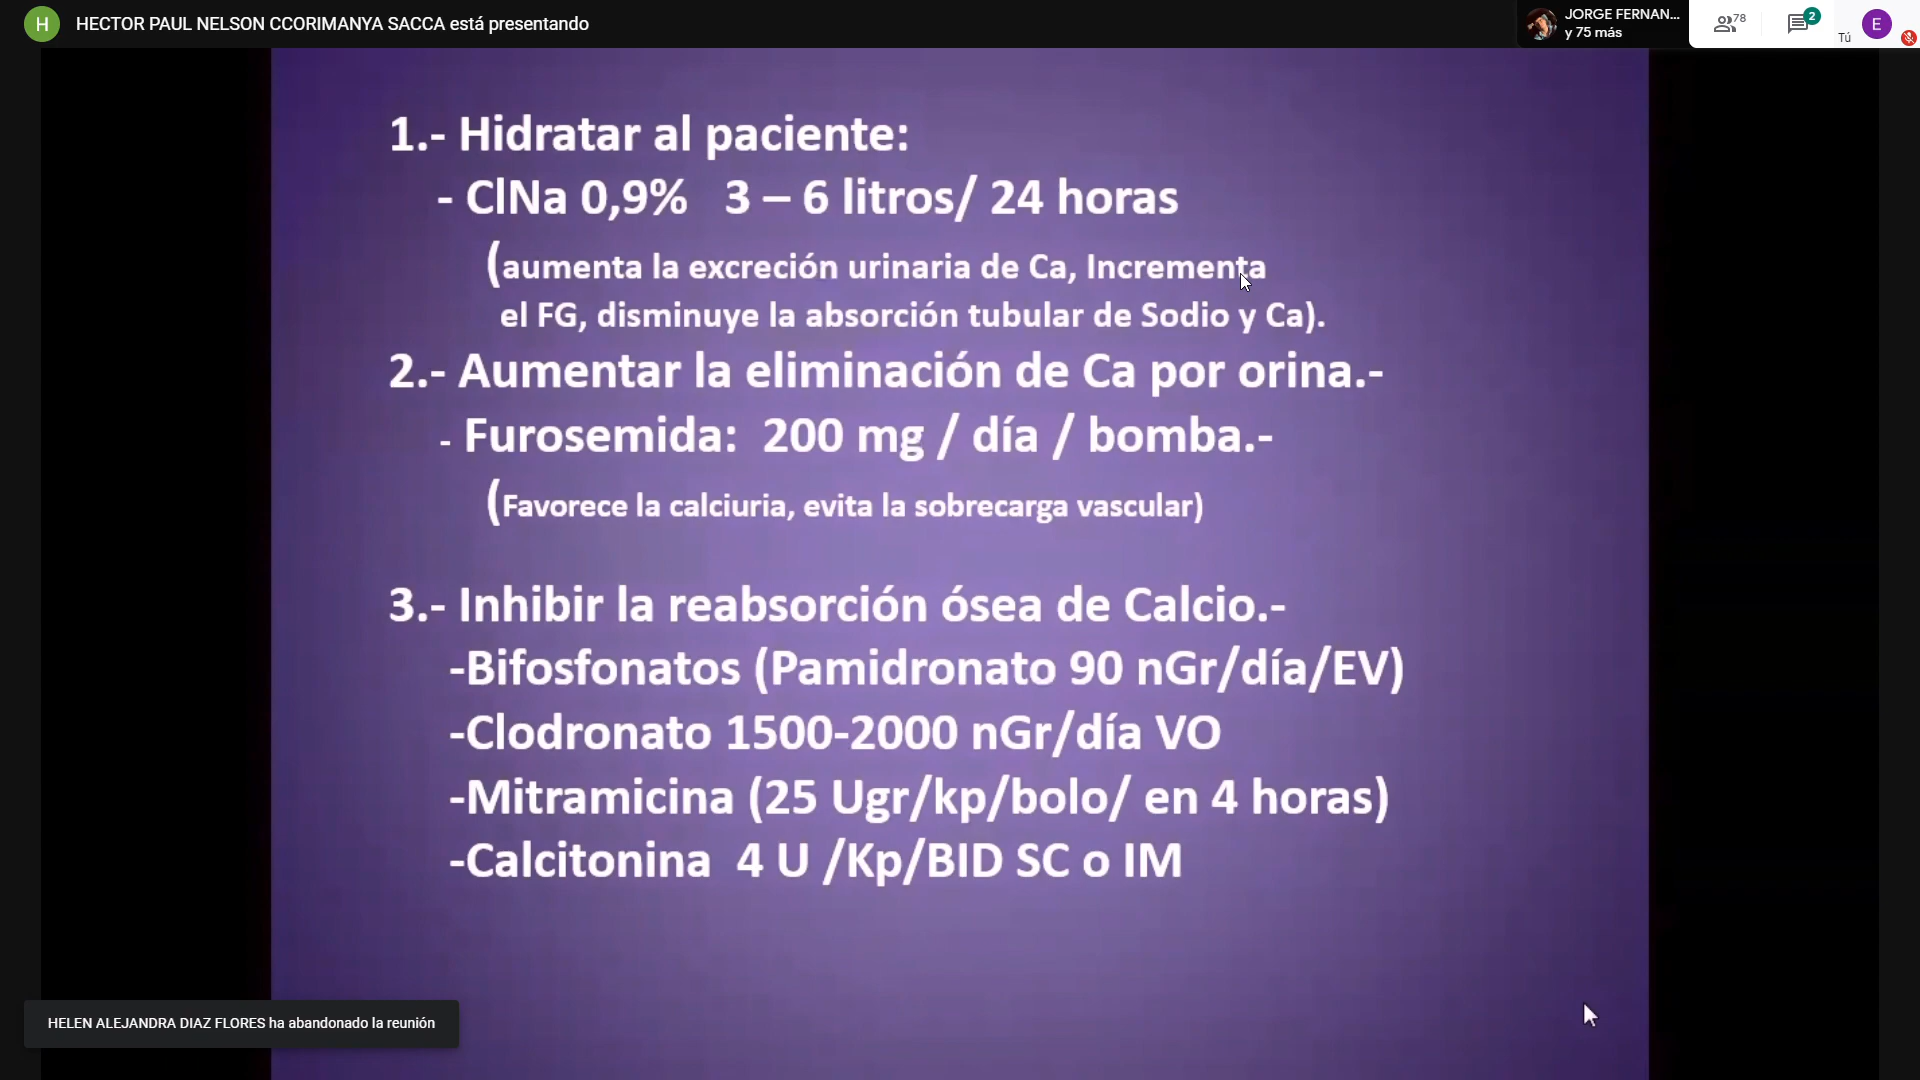 H HECTOR PAUL NELSON CCORIMANYA SACCA está presentando
JORGE FERNAN...
y 75 más
78
2
Tú
E
1.- Hidratar al paciente:
- ClNa 0,9% 3 – 6 litros/ 24 horas
(aumenta la excreción urinaria de Ca, Incrementa
el FG, disminuye la absorción tubular de Sodio y Ca).
2.- Aumentar la eliminación de Ca por orina.-
- Furosemida: 200 mg / día / bomba.-
(Favorece la calciuria, evita la sobrecarga vascular)
3.- Inhibir la reabsorción ósea de Calcio.-
-Bifosfonatos (Pamidronato 90 nGr/día/EV)
-Clodronato 1500-2000 nGr/día VO
-Mitramicina (25 Ugr/kp/bolo/ en 4 horas)
-Calcitonina 4 U /Kp/BID SC o IM
HELEN ALEJANDRA DIAZ FLORES ha abandonado la reunión